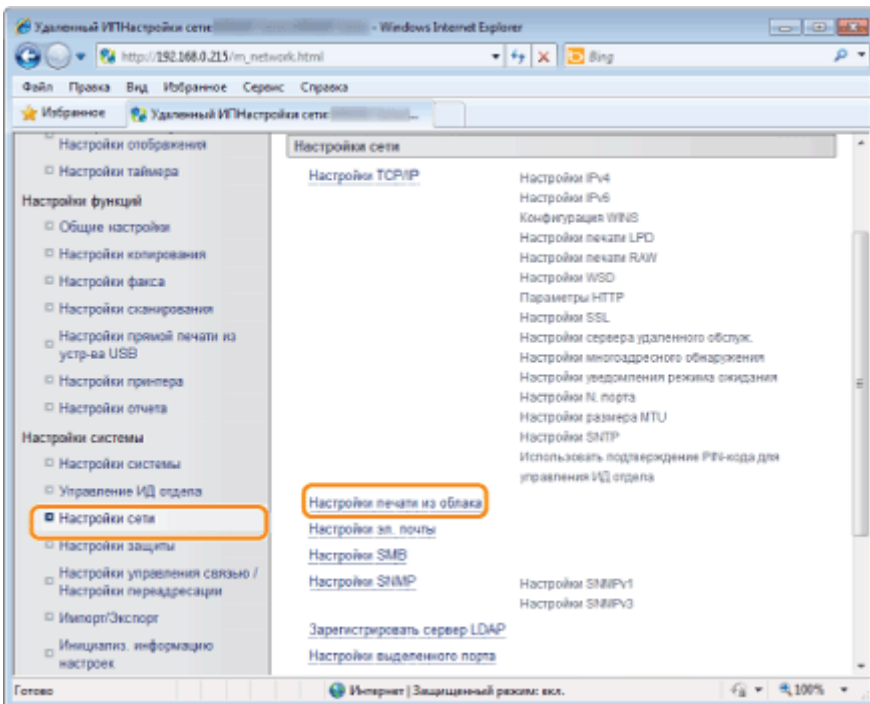 Удаленный ИПНастройки сети: - Windows Internet Explorer
http://192.168.0.215/m_network.html
Bing
Файл Правка Вид Избранное Сервис Справка
Избранное
Удаленный ИПНастройки сети: ...
Настройки отображения
Настройки таймера
Настройки функций
Общие настройки
Настройки копирования
Настройки факса
Настройки сканирования
Настройки прямой печати из
устр-ва USB
Настройки принтера
Настройки отчета
Настройки системы
Настройки системы
Управление ИД отдела
Настройки сети
Настройки защиты
Настройки управления связью /
Настройки переадресации
Импорт/Экспорт
Инициализ. информацию
настроек
Настройки сети
Настройки TCP/IP
Настройки IPv4
Настройки IPv6
Конфигурация WINS
Настройки печати LPD
Настройки печати RAW
Настройки WSD
Параметры HTTP
Настройки SSL
Настройки сервера удаленного обслуж.
Настройки многоадресного обнаружения
Настройки уведомления режима ожидания
Настройки N. порта
Настройки размера MTU
Настройки SNTP
Использовать подтверждение PIN-кода для
управления ИД отдела
Настройки печати из облака
Настройки эл. почты
Настройки SMB
Настройки SNMP
Настройки SNMPv1
Настройки SNMPv3
Зарегистрировать сервер LDAP
Настройки выделенного порта
Готово
Интернет | Защищенный режим: вкл.
100%